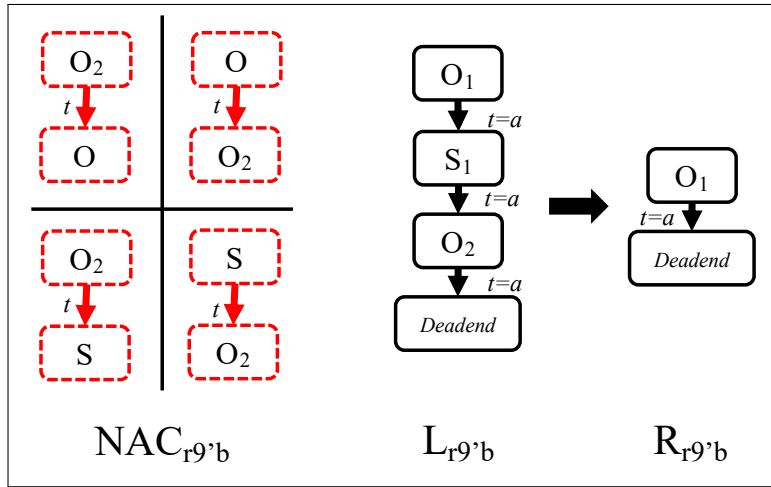 O₂
t
O
O
t
O₂
O₂
t
S
S
t
O₂
NACr9'b
O₁
t=a
S₁
t=a
O₂
t=a
Deadend
Lr9'b
O₁
t=a
Deadend
Rr9'b